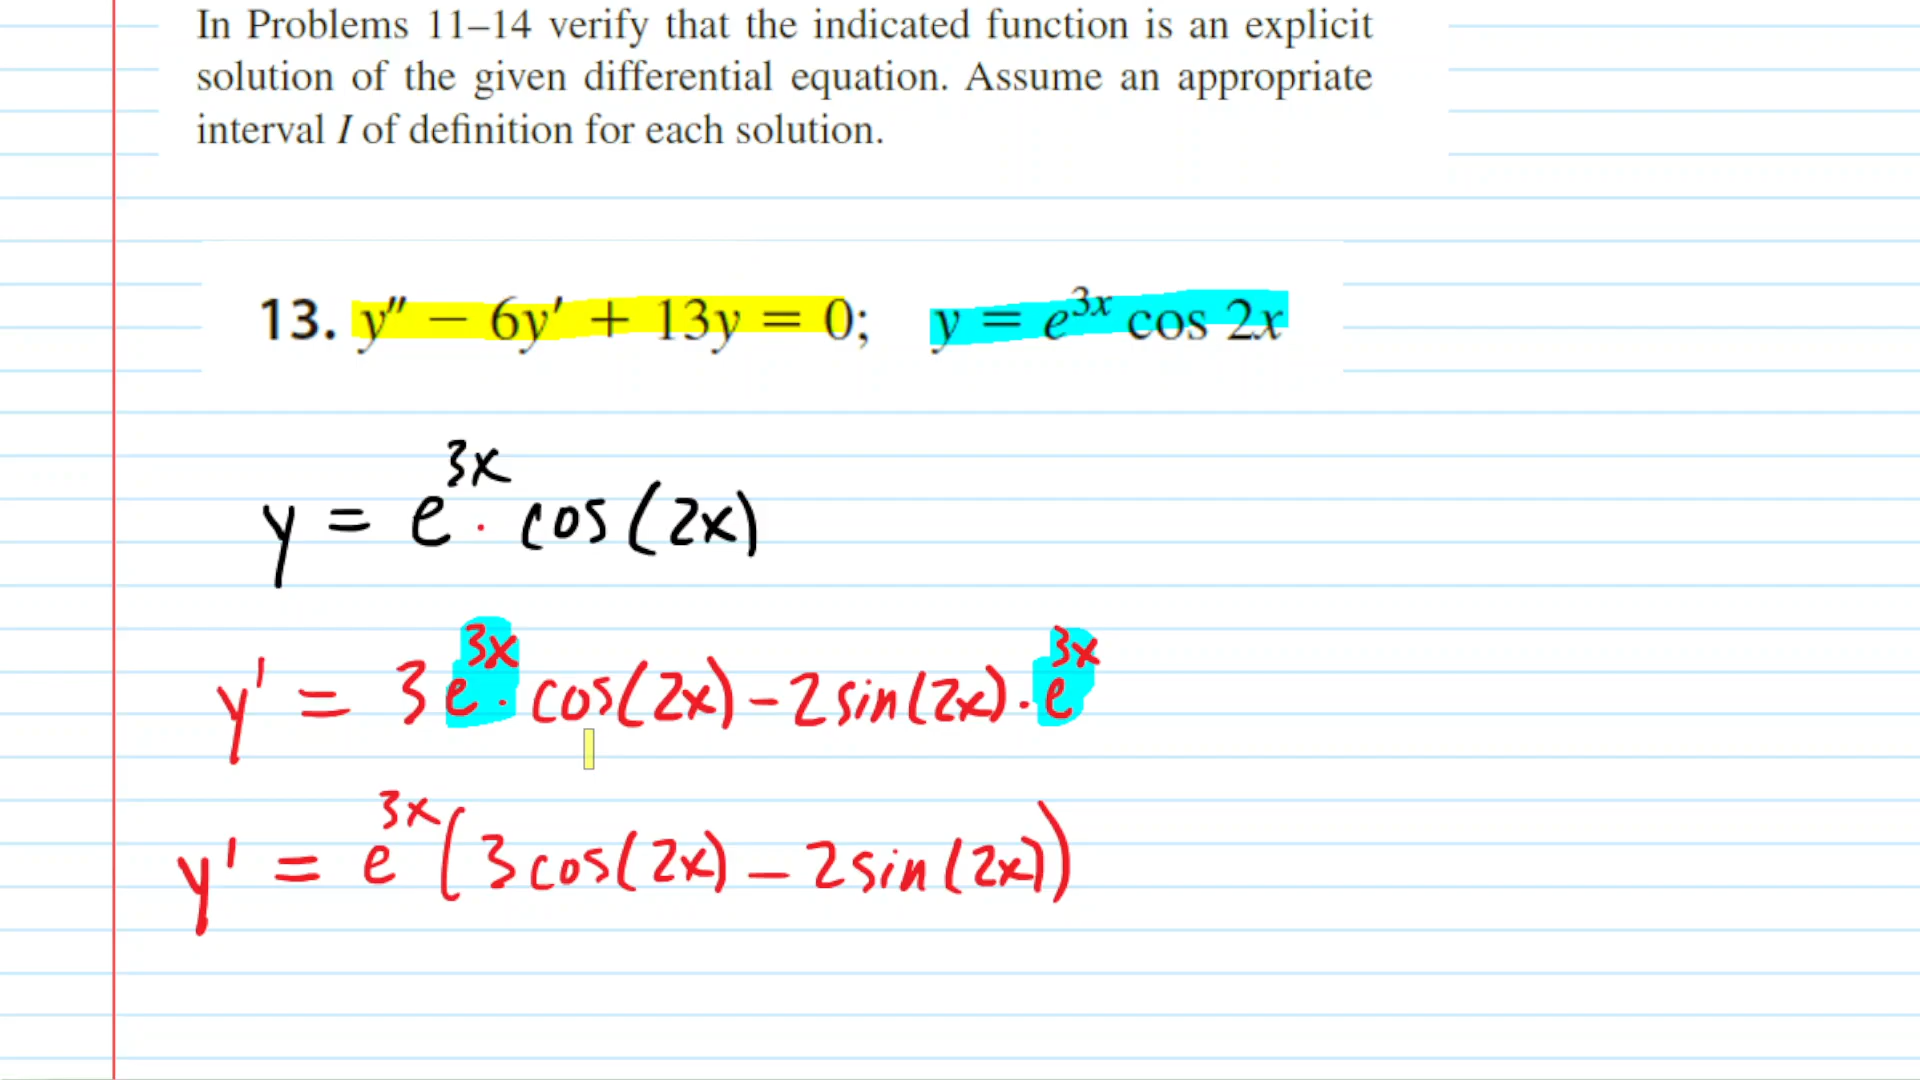 In Problems 11–14 verify that the indicated function is an explicit
solution of the given differential equation. Assume an appropriate
interval I of definition for each solution.
13. y″ − 6y′ + 13y = 0;   y = e^{3x} cos 2x
y = e^{3x} · cos(2x)
y' = 3e^{3x} · cos(2x) - 2sin(2x) · e^{3x}
y' = e^{3x}(3cos(2x) - 2sin(2x))